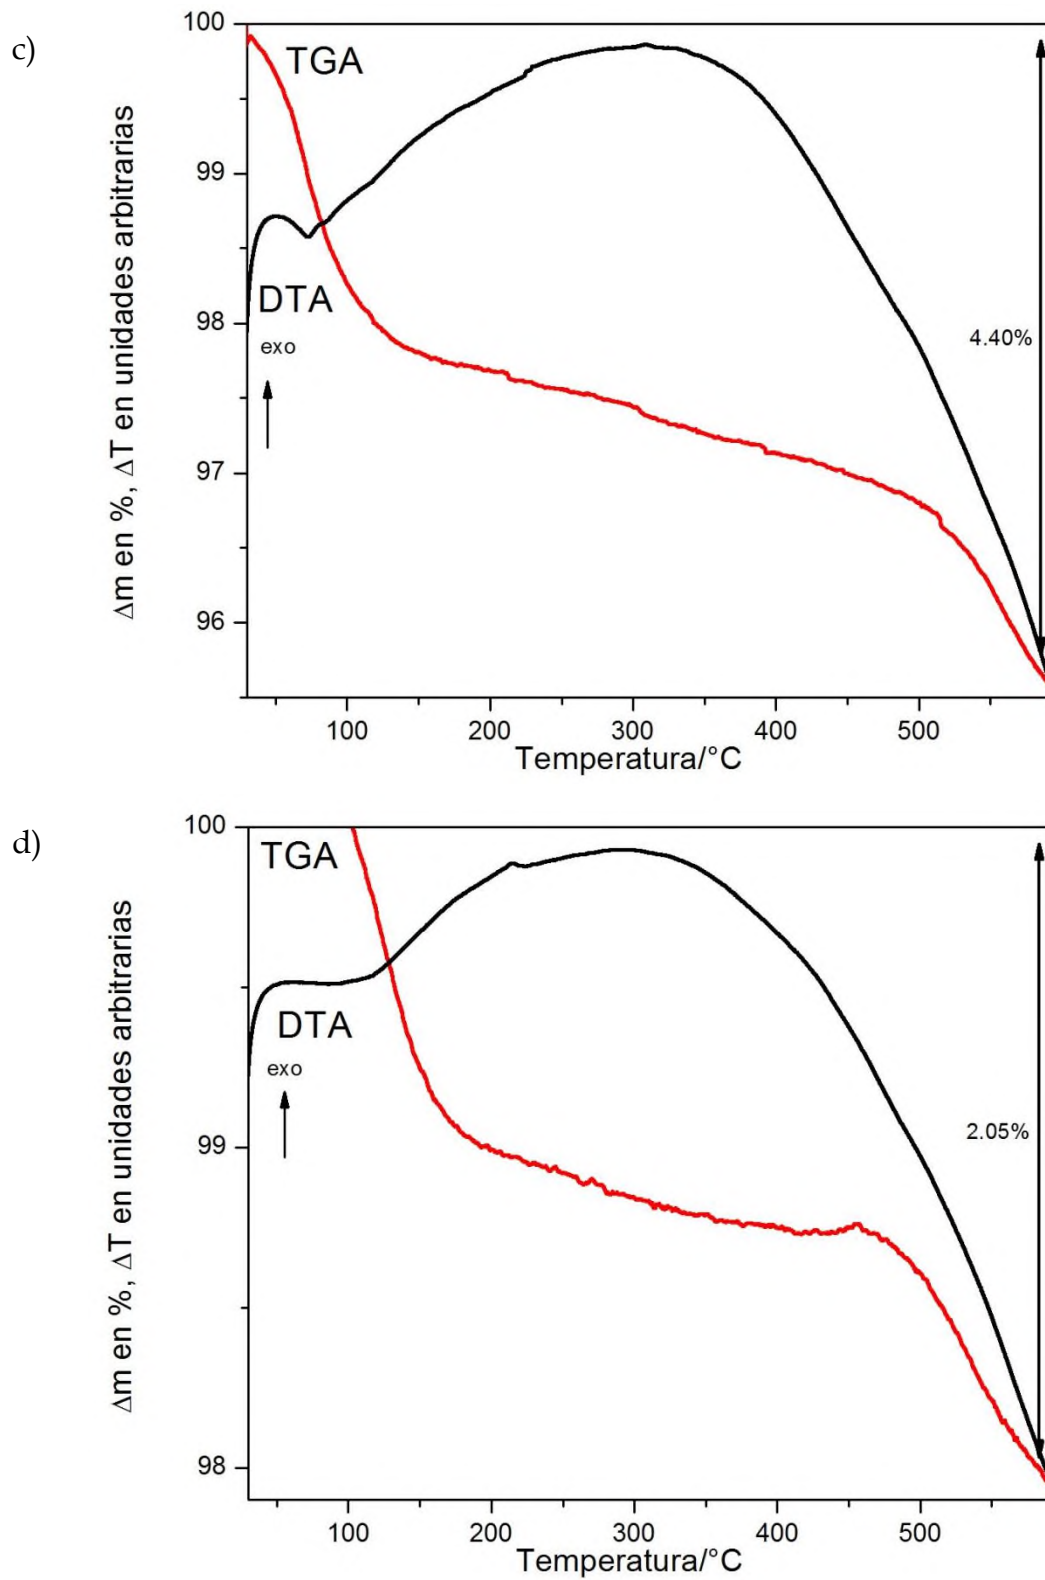 c)
100
99
98
97
96
TGA
DTA
exo
4.40%
Δm en %, ΔT en unidades arbitrarias
100 200 300 400 500
Temperatura/°C
d)
100
99
98
TGA
DTA
exo
2.05%
Δm en %, ΔT en unidades arbitrarias
100 200 300 400 500
Temperatura/°C